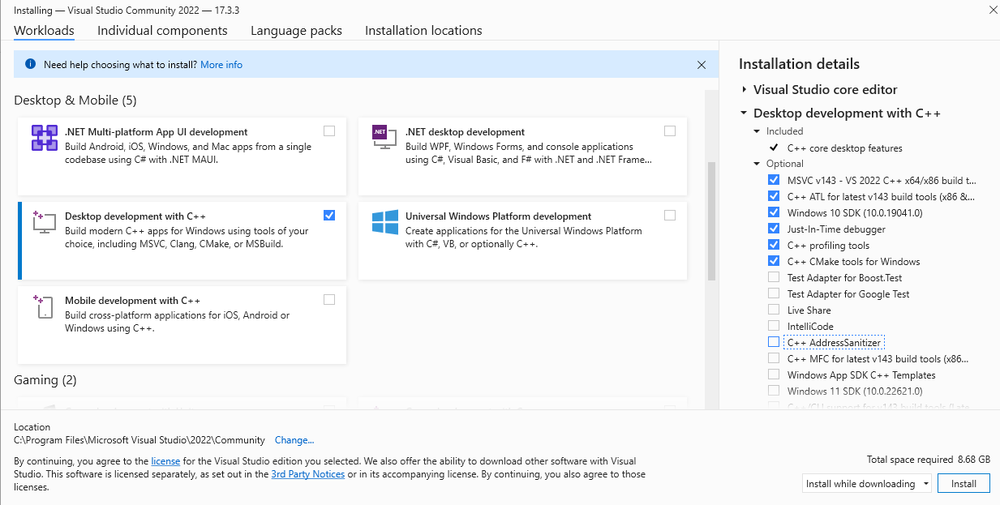 Installing — Visual Studio Community 2022 — 17.3.3
Workloads
Individual components
Language packs
Installation locations
Need help choosing what to install? More info
Desktop & Mobile (5)
.NET Multi-platform App UI development
Build Android, iOS, Windows, and Mac apps from a single
codebase using C# with .NET MAUI.
.NET
.NET desktop development
Build WPF, Windows Forms, and console applications
using C#, Visual Basic, and F# with .NET and .NET Frame...
Desktop development with C++
Build modern C++ apps for Windows using tools of your
choice, including MSVC, Clang, CMake, or MSBuild.
Universal Windows Platform development
Create applications for the Universal Windows Platform
with C#, VB, or optionally C++.
Mobile development with C++
Build cross-platform applications for iOS, Android or
Windows using C++.
Gaming (2)
Installation details
Visual Studio core editor
Desktop development with C++
Included
C++ core desktop features
Optional
MSVC v143 - VS 2022 C++ x64/x86 build t...
C++ ATL for latest v143 build tools (x86 &...
Windows 10 SDK (10.0.19041.0)
Just-In-Time debugger
C++ profiling tools
C++ CMake tools for Windows
Test Adapter for Boost.Test
Test Adapter for Google Test
Live Share
IntelliCode
C++ AddressSanitizer
C++ MFC for latest v143 build tools (x86...
Windows App SDK C++ Templates
Windows 11 SDK (10.0.22621.0)
C++/CLI support for v143 build tools (Late...
Location
C:\Program Files\Microsoft Visual Studio\2022\Community Change...
By continuing, you agree to the license for the Visual Studio edition you selected. We also offer the ability to download other software with Visual
Studio. This software is licensed separately, as set out in the 3rd Party Notices or in its accompanying license. By continuing, you also agree to those
licenses.
Total space required 8.68 GB
Install while downloading
Install